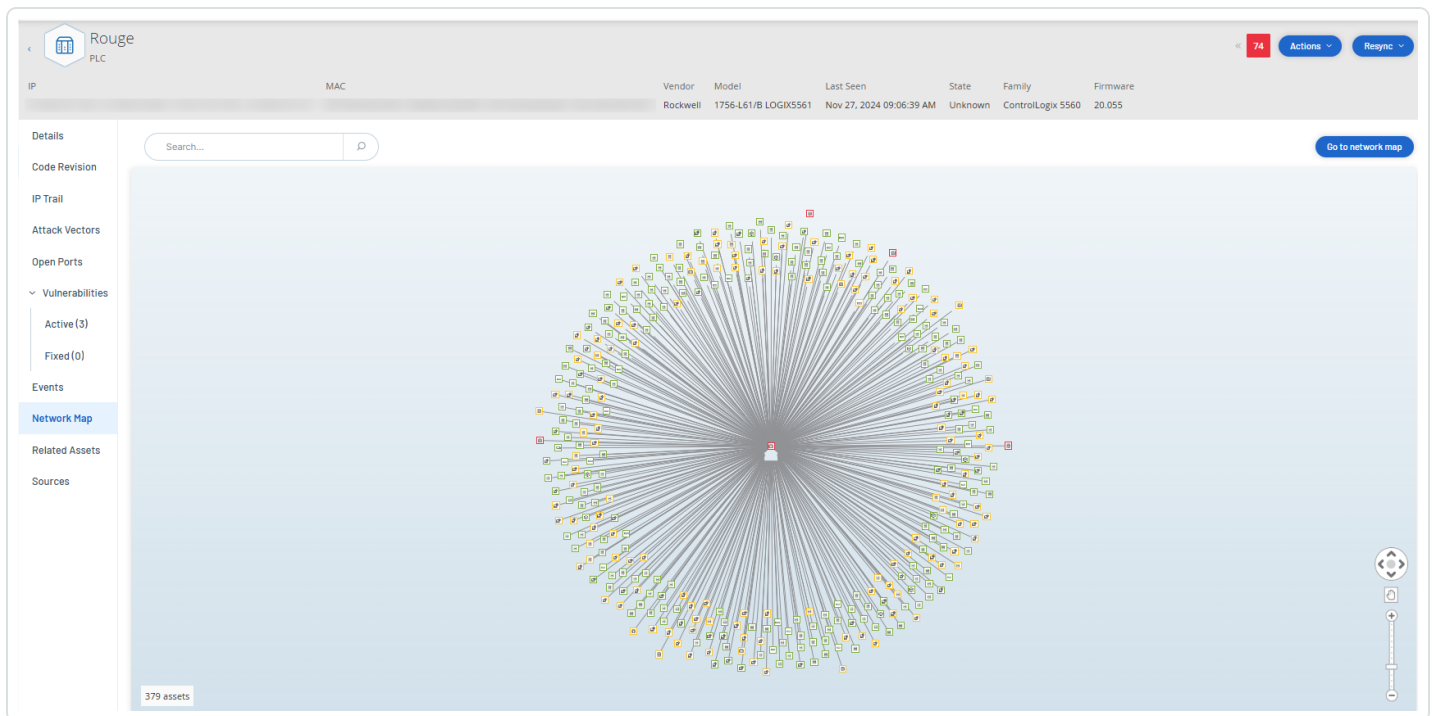 Rouge
PLC
74 Actions Resync
IP MAC Vendor Model Last Seen State Family Firmware
Rockwell 1756-L61/B LOGIX5561 Nov 27, 2024 09:06:39 AM Unknown ControlLogix 5560 20.055
Details
Search...
Go to network map
Code Revision
IP Trail
Attack Vectors
Open Ports
Vulnerabilities
Active (3)
Fixed (0)
Events
Network Map
Related Assets
Sources
379 assets